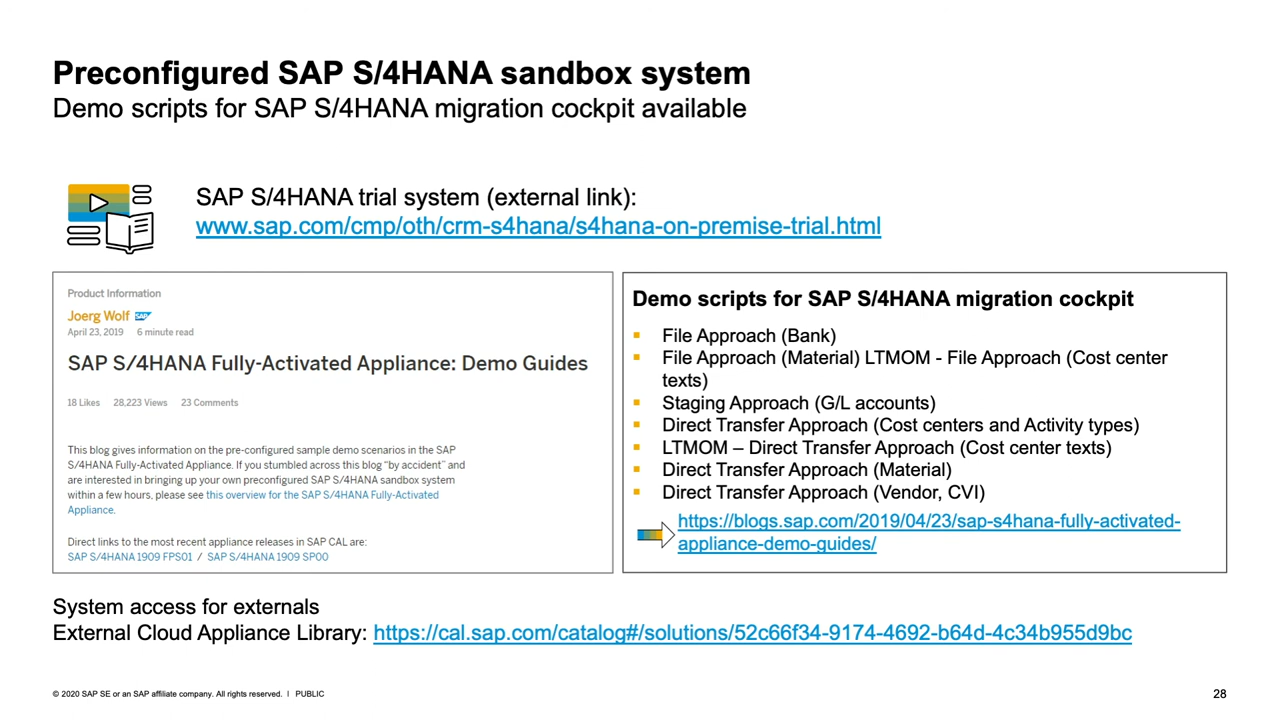 Preconfigured SAP S/4HANA sandbox system
Demo scripts for SAP S/4HANA migration cockpit available
SAP S/4HANA trial system (external link):
www.sap.com/cmp/oth/crm-s4hana/s4hana-on-premise-trial.html
Product Information
Joerg Wolf SAP
April 23, 2019 6 minute read
SAP S/4HANA Fully-Activated Appliance: Demo Guides
18 Likes 28,223 Views 23 Comments
This blog gives information on the pre-configured sample demo scenarios in the SAP
S/4HANA Fully-Activated Appliance. If you stumbled across this blog “by accident” and
are interested in bringing up your own preconfigured SAP S/4HANA sandbox system
within a few hours, please see this overview for the SAP S/4HANA Fully-Activated
Appliance.
Direct links to the most recent appliance releases in SAP CAL are:
SAP S/4HANA 1909 FPS01 / SAP S/4HANA 1909 SP00
Demo scripts for SAP S/4HANA migration cockpit
▪ File Approach (Bank)
▪ File Approach (Material) LTMOM - File Approach (Cost center
texts)
▪ Staging Approach (G/L accounts)
▪ Direct Transfer Approach (Cost centers and Activity types)
▪ LTMOM – Direct Transfer Approach (Cost center texts)
▪ Direct Transfer Approach (Material)
▪ Direct Transfer Approach (Vendor, CVI)
https://blogs.sap.com/2019/04/23/sap-s4hana-fully-activated-
appliance-demo-guides/
System access for externals
External Cloud Appliance Library: https://cal.sap.com/catalog#/solutions/52c66f34-9174-4692-b64d-4c34b955d9bc
© 2020 SAP SE or an SAP affiliate company. All rights reserved. | PUBLIC
28